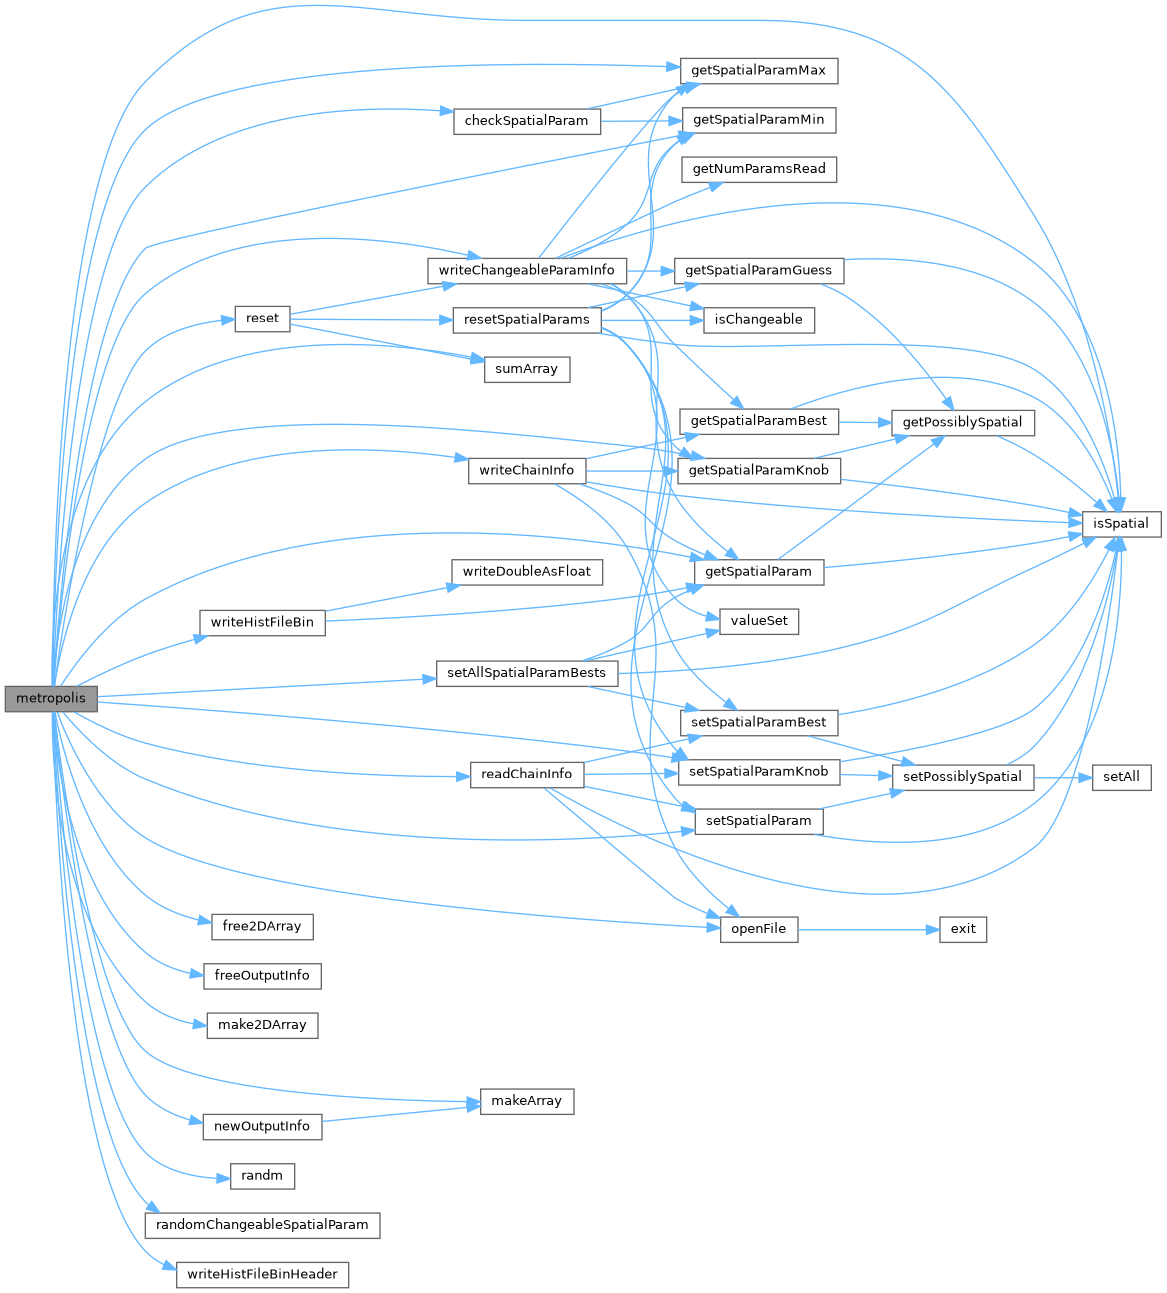 getSpatialParamMax
checkSpatialParam
getSpatialParamMin
getNumParamsRead
writeChangeableParamInfo
getSpatialParamGuess
reset
resetSpatialParams
isChangeable
sumArray
getSpatialParamBest
getPossiblySpatial
writeChainInfo
getSpatialParamKnob
isSpatial
writeDoubleAsFloat
getSpatialParam
writeHistFileBin
valueSet
setAllSpatialParamBests
metropolis
setSpatialParamBest
readChainInfo
setSpatialParamKnob
setPossiblySpatial
setAll
setSpatialParam
free2DArray
openFile
exit
freeOutputInfo
make2DArray
makeArray
newOutputInfo
randm
randomChangeableSpatialParam
writeHistFileBinHeader